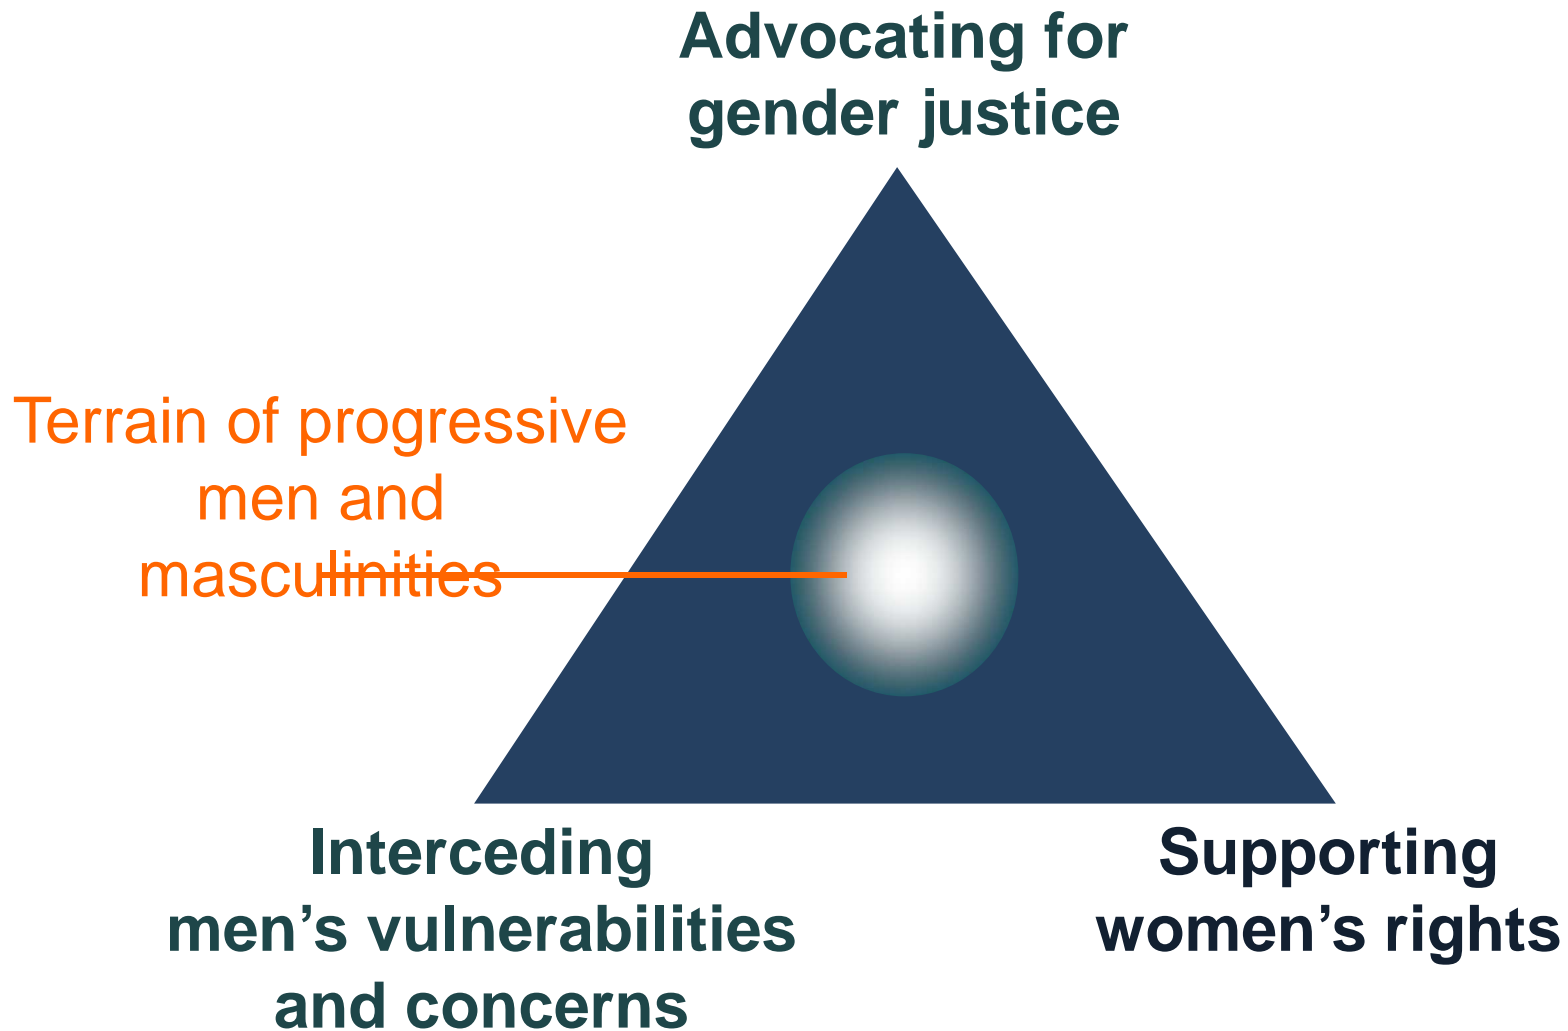 Advocating for
gender justice
Terrain of progressive
men and
masculinities
Interceding
men’s vulnerabilities
and concerns
Supporting
women’s rights